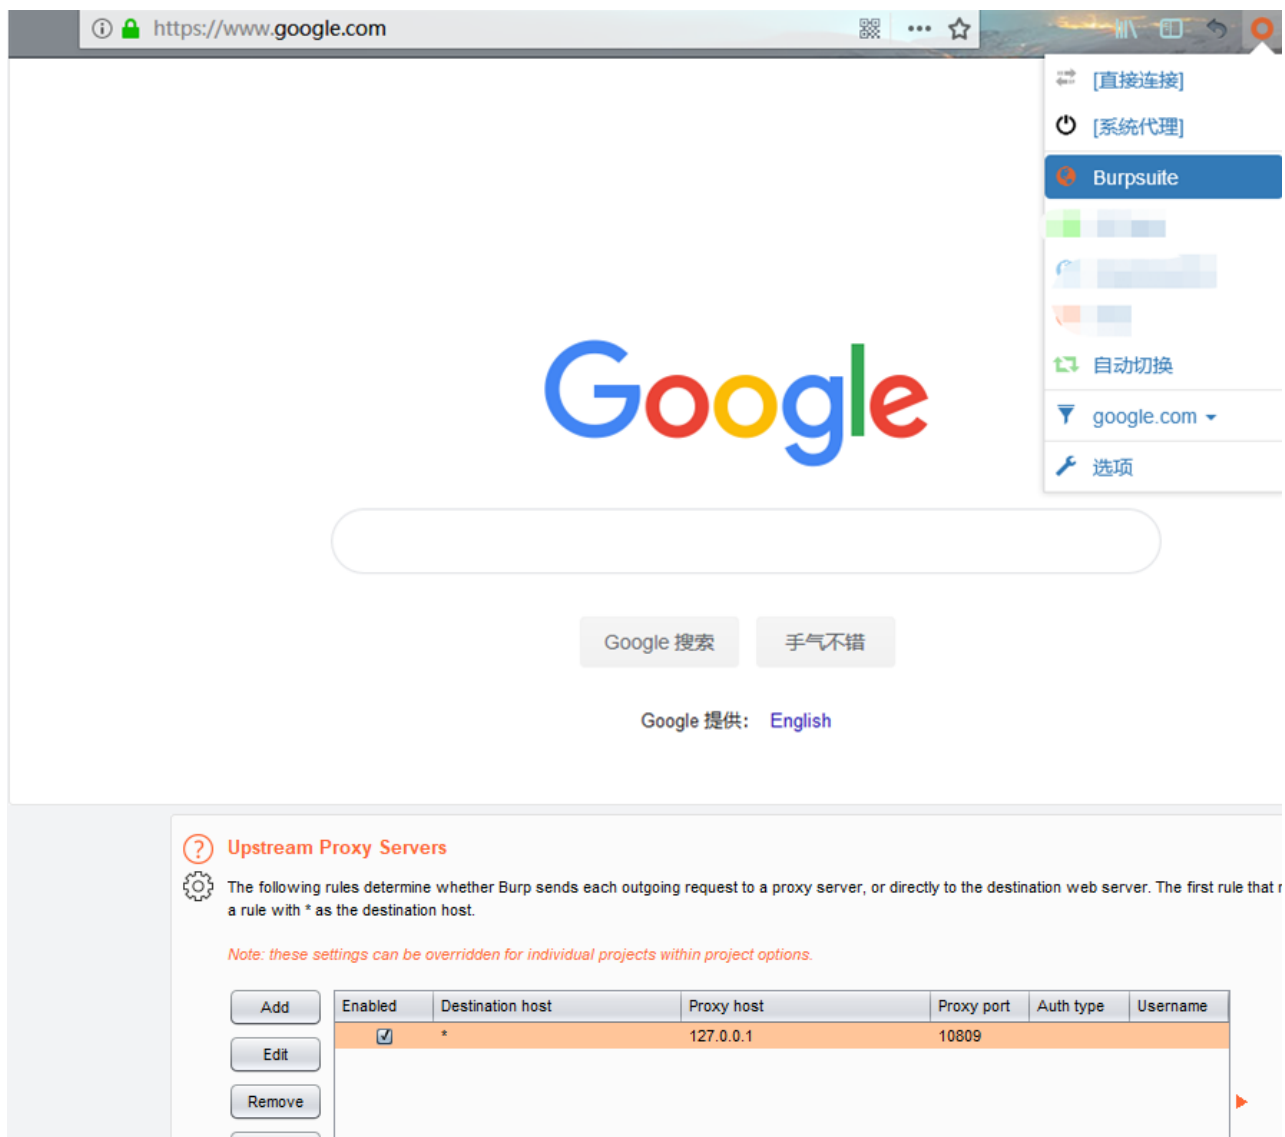 https://www.google.com
[直接连接]
[系统代理]
Burpsuite
自动切换
google.com
选项
Google
Google 搜索 手气不错
Google 提供： English
Upstream Proxy Servers
The following rules determine whether Burp sends each outgoing request to a proxy server, or directly to the destination web server. The first rule that
a rule with * as the destination host.
Note: these settings can be overridden for individual projects within project options.
Add Enabled Destination host Proxy host Proxy port Auth type Username
* 127.0.0.1 10809
Edit
Remove